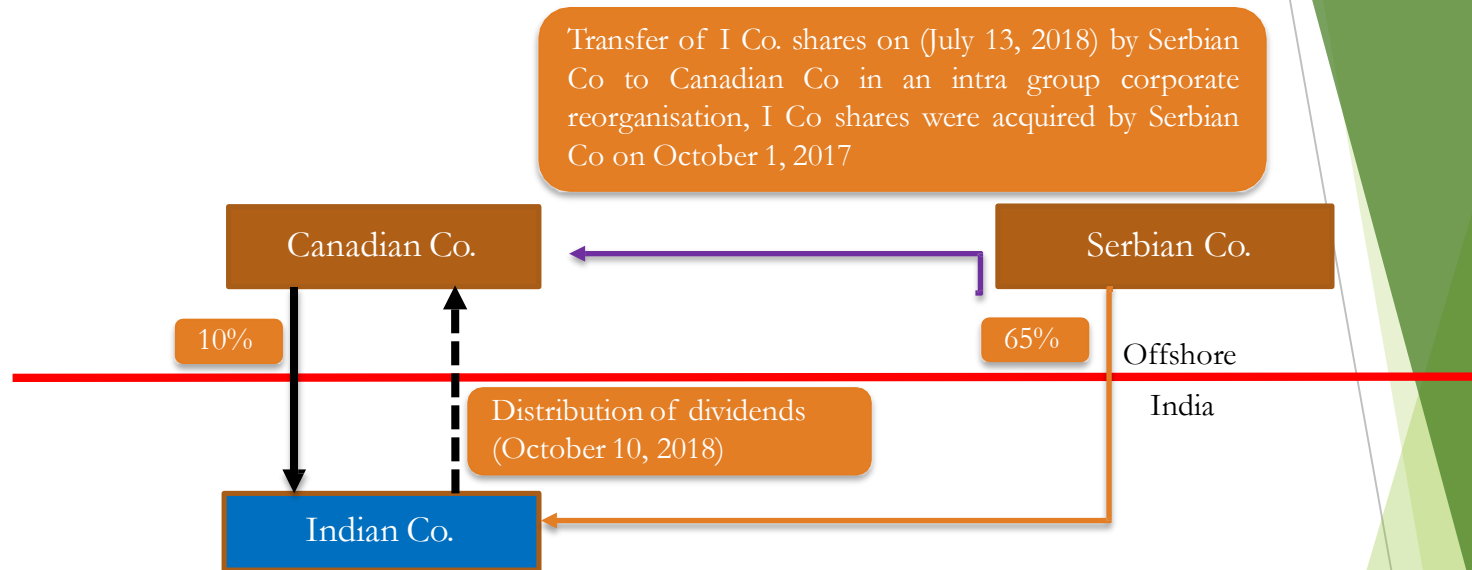 Transfer of I Co. shares on (July 13, 2018) by Serbian
Co to Canadian Co in an intra group corporate
reorganisation, I Co shares were acquired by Serbian
Co on October 1, 2017
Canadian Co.
Serbian Co.
10%
65%
Offshore
India
Distribution of dividends
(October 10, 2018)
Indian Co.